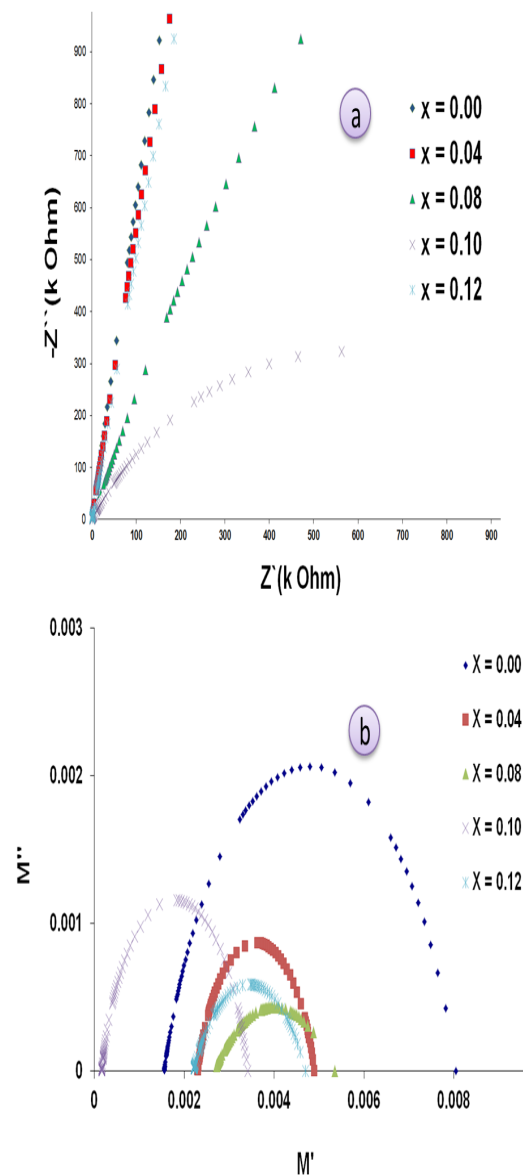 900
800
700
600
500
400
300
200
100
0
-Z``(k Ohm)
a
x = 0.00
x = 0.04
x = 0.08
x = 0.10
x = 0.12
0 100 200 300 400 500 600 700 800 900
Z`(k Ohm)
0.003
0.002
0.001
0
M''
b
X = 0.00
X = 0.04
X = 0.08
X = 0.10
X = 0.12
0 0.002 0.004 0.006 0.008
M'